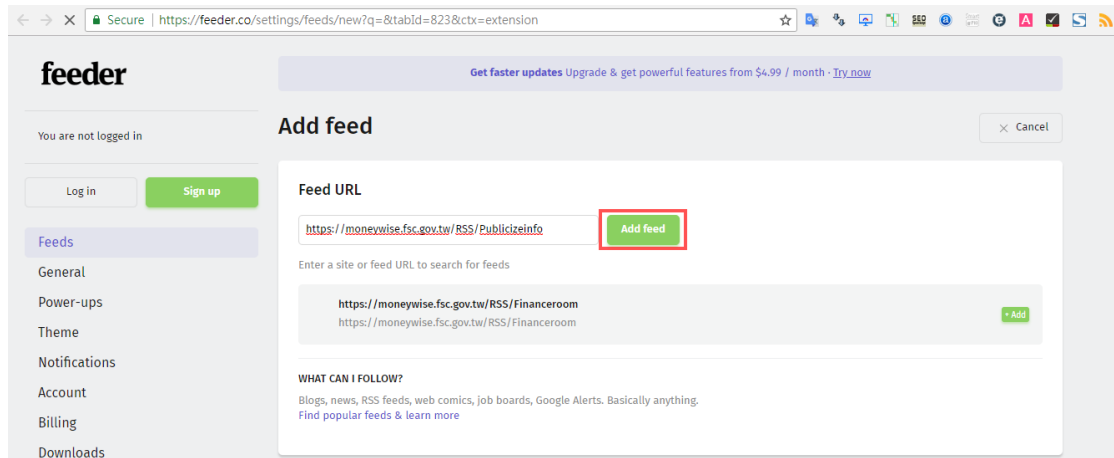 Secure | https://feeder.co/settings/feeds/new?q=&tabId=823&ctx=extension
feeder
Get faster updates Upgrade & get powerful features from $4.99 / month · Try now
You are not logged in
Add feed
× Cancel
Log in
Sign up
Feed URL
https://moneywise.fsc.gov.tw/RSS/Publicizeinfo
Add feed
Feeds
Enter a site or feed URL to search for feeds
General
Power-ups
https://moneywise.fsc.gov.tw/RSS/Financeroom
https://moneywise.fsc.gov.tw/RSS/Financeroom
+ Add
Theme
Notifications
WHAT CAN I FOLLOW?
Account
Blogs, news, RSS feeds, web comics, job boards, Google Alerts. Basically anything.
Find popular feeds & learn more
Billing
Downloads